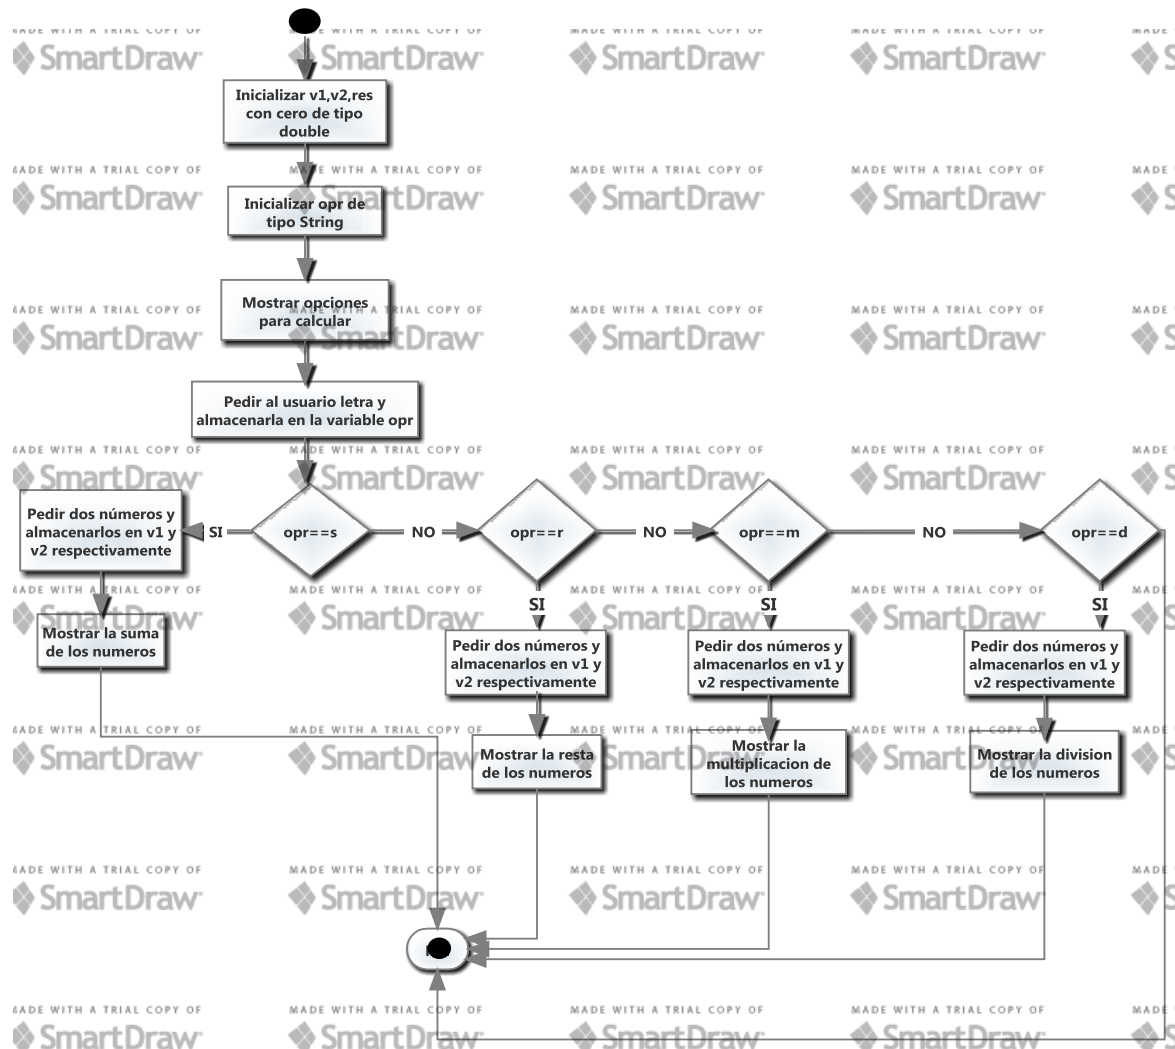 Inicializar v1,v2,res
con cero de tipo
double
Inicializar opr de
tipo String
Mostrar opciones
para calcular
Pedir al usuario letra y
almacenarla en la variable opr
opr==s
SI
NO
opr==r
NO
opr==m
NO
opr==d
Pedir dos números y
almacenarlos en v1 y
v2 respectivamente
Mostrar la suma
de los numeros
SI
Pedir dos números y
almacenarlos en v1 y
v2 respectivamente
Mostrar la resta
de los numeros
SI
Pedir dos números y
almacenarlos en v1 y
v2 respectivamente
Mostrar la
multiplicacion de
los numeros
SI
Pedir dos números y
almacenarlos en v1 y
v2 respectivamente
Mostrar la division
de los numeros
MADE WITH A TRIAL COPY OF
SmartDraw